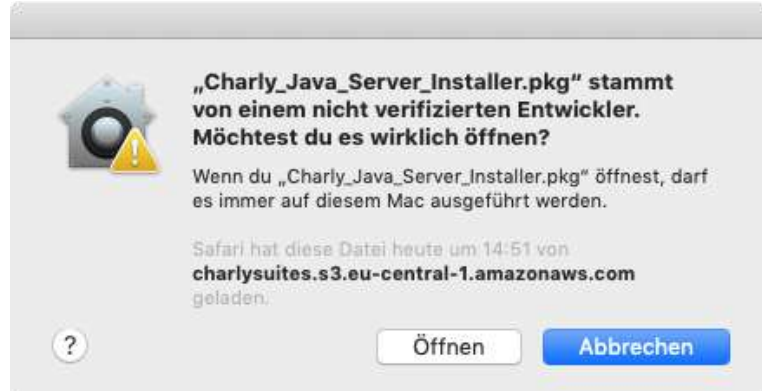 „Charly_Java_Server_Installer.pkg“ stammt
von einem nicht verifizierten Entwickler.
Möchtest du es wirklich öffnen?
Wenn du „Charly_Java_Server_Installer.pkg“ öffnest, darf
es immer auf diesem Mac ausgeführt werden.
Safari hat diese Datei heute um 14:51 von
charlysuites.s3.eu-central-1.amazonaws.com
geladen.
? Öffnen Abbrechen